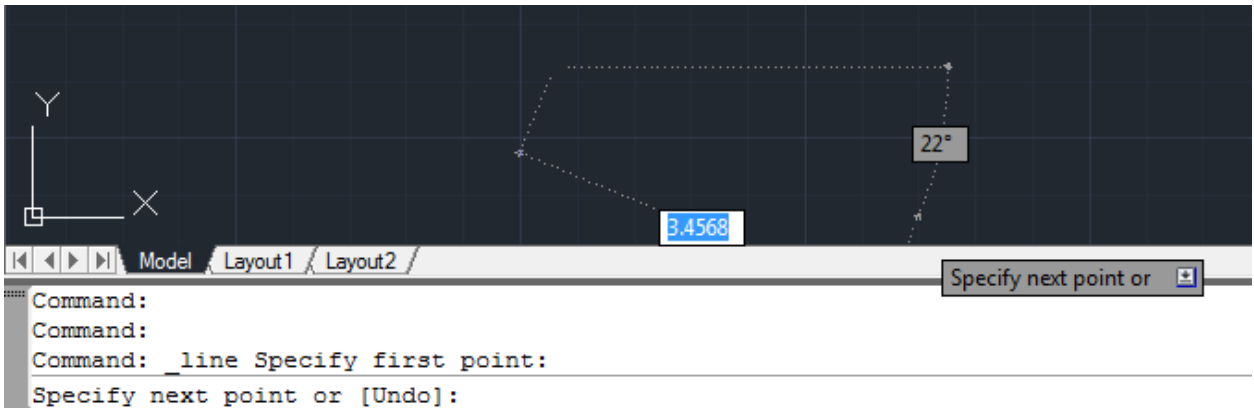 Y
22°
X
3.4568
Model Layout1 Layout2
Specify next point or
Command:
Command:
Command: _line Specify first point:
Specify next point or [Undo]: